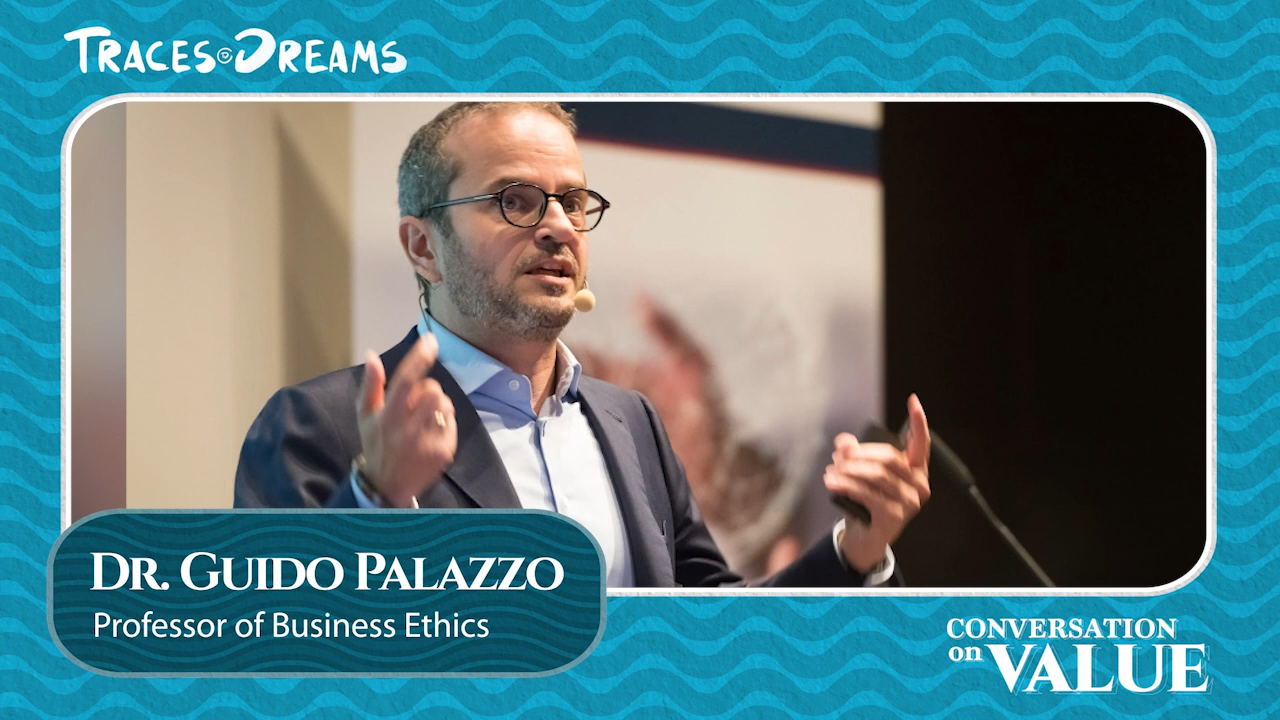 TRACES & DREAMS
DR. GUIDO PALAZZO
Professor of Business Ethics
CONVERSATION
on VALUE